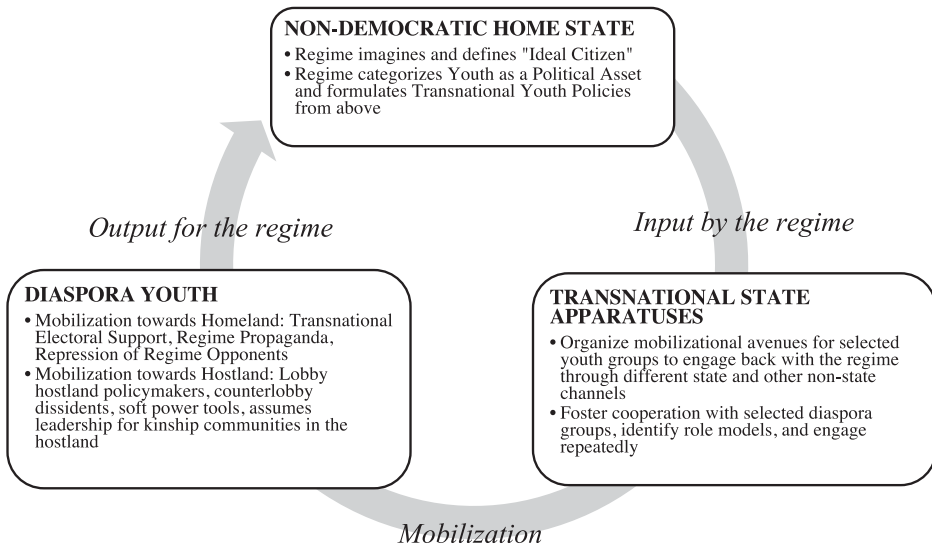 NON-DEMOCRATIC HOME STATE
• Regime imagines and defines "Ideal Citizen"
• Regime categorizes Youth as a Political Asset
and formulates Transnational Youth Policies
from above
Output for the regime
Input by the regime
DIASPORA YOUTH
• Mobilization towards Homeland: Transnational
Electoral Support, Regime Propaganda,
Repression of Regime Opponents
• Mobilization towards Hostland: Lobby
hostland policymakers, counterlobby
dissidents, soft power tools, assumes
leadership for kinship communities in the
hostland
TRANSNATIONAL STATE
APPARATUSES
• Organize mobilizational avenues for selected
youth groups to engage back with the regime
through different state and other non-state
channels
• Foster cooperation with selected diaspora
groups, identify role models, and engage
repeatedly
Mobilization